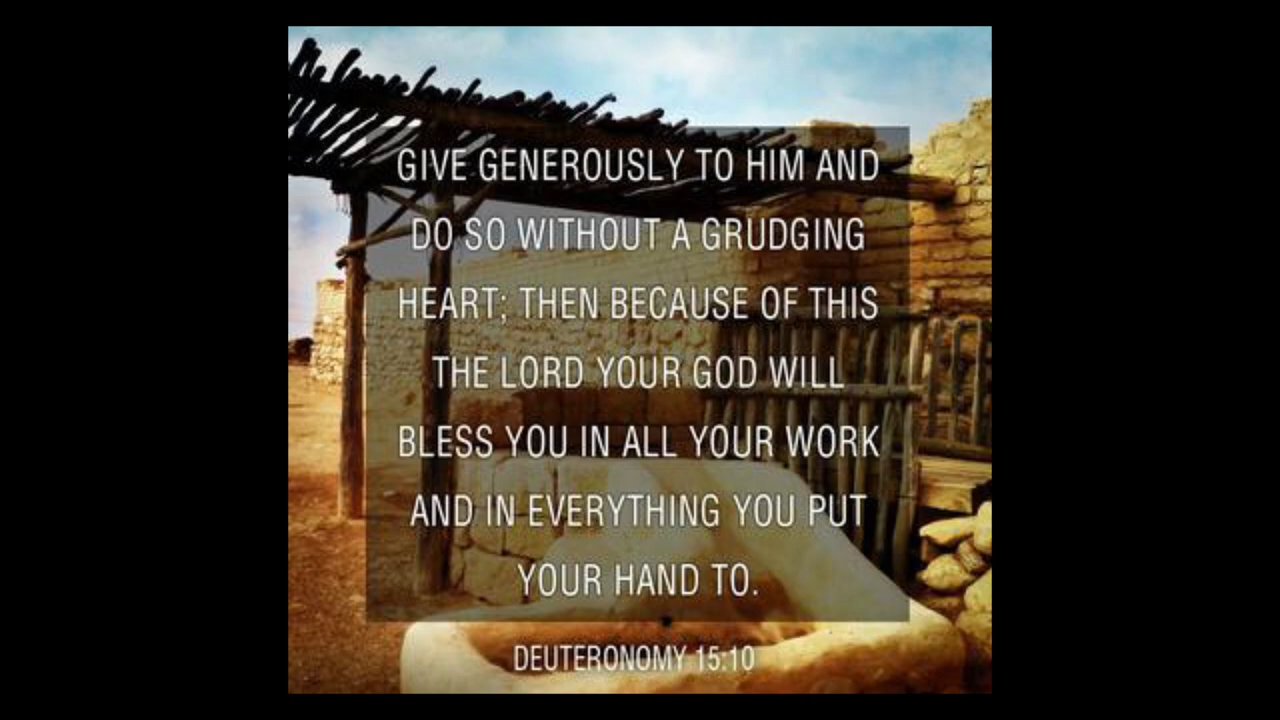 GIVE GENEROUSLY TO HIM AND
DO SO WITHOUT A GRUDGING
HEART; THEN BECAUSE OF THIS
THE LORD YOUR GOD WILL
BLESS YOU IN ALL YOUR WORK
AND IN EVERYTHING YOU PUT
YOUR HAND TO.
DEUTERONOMY 15:10